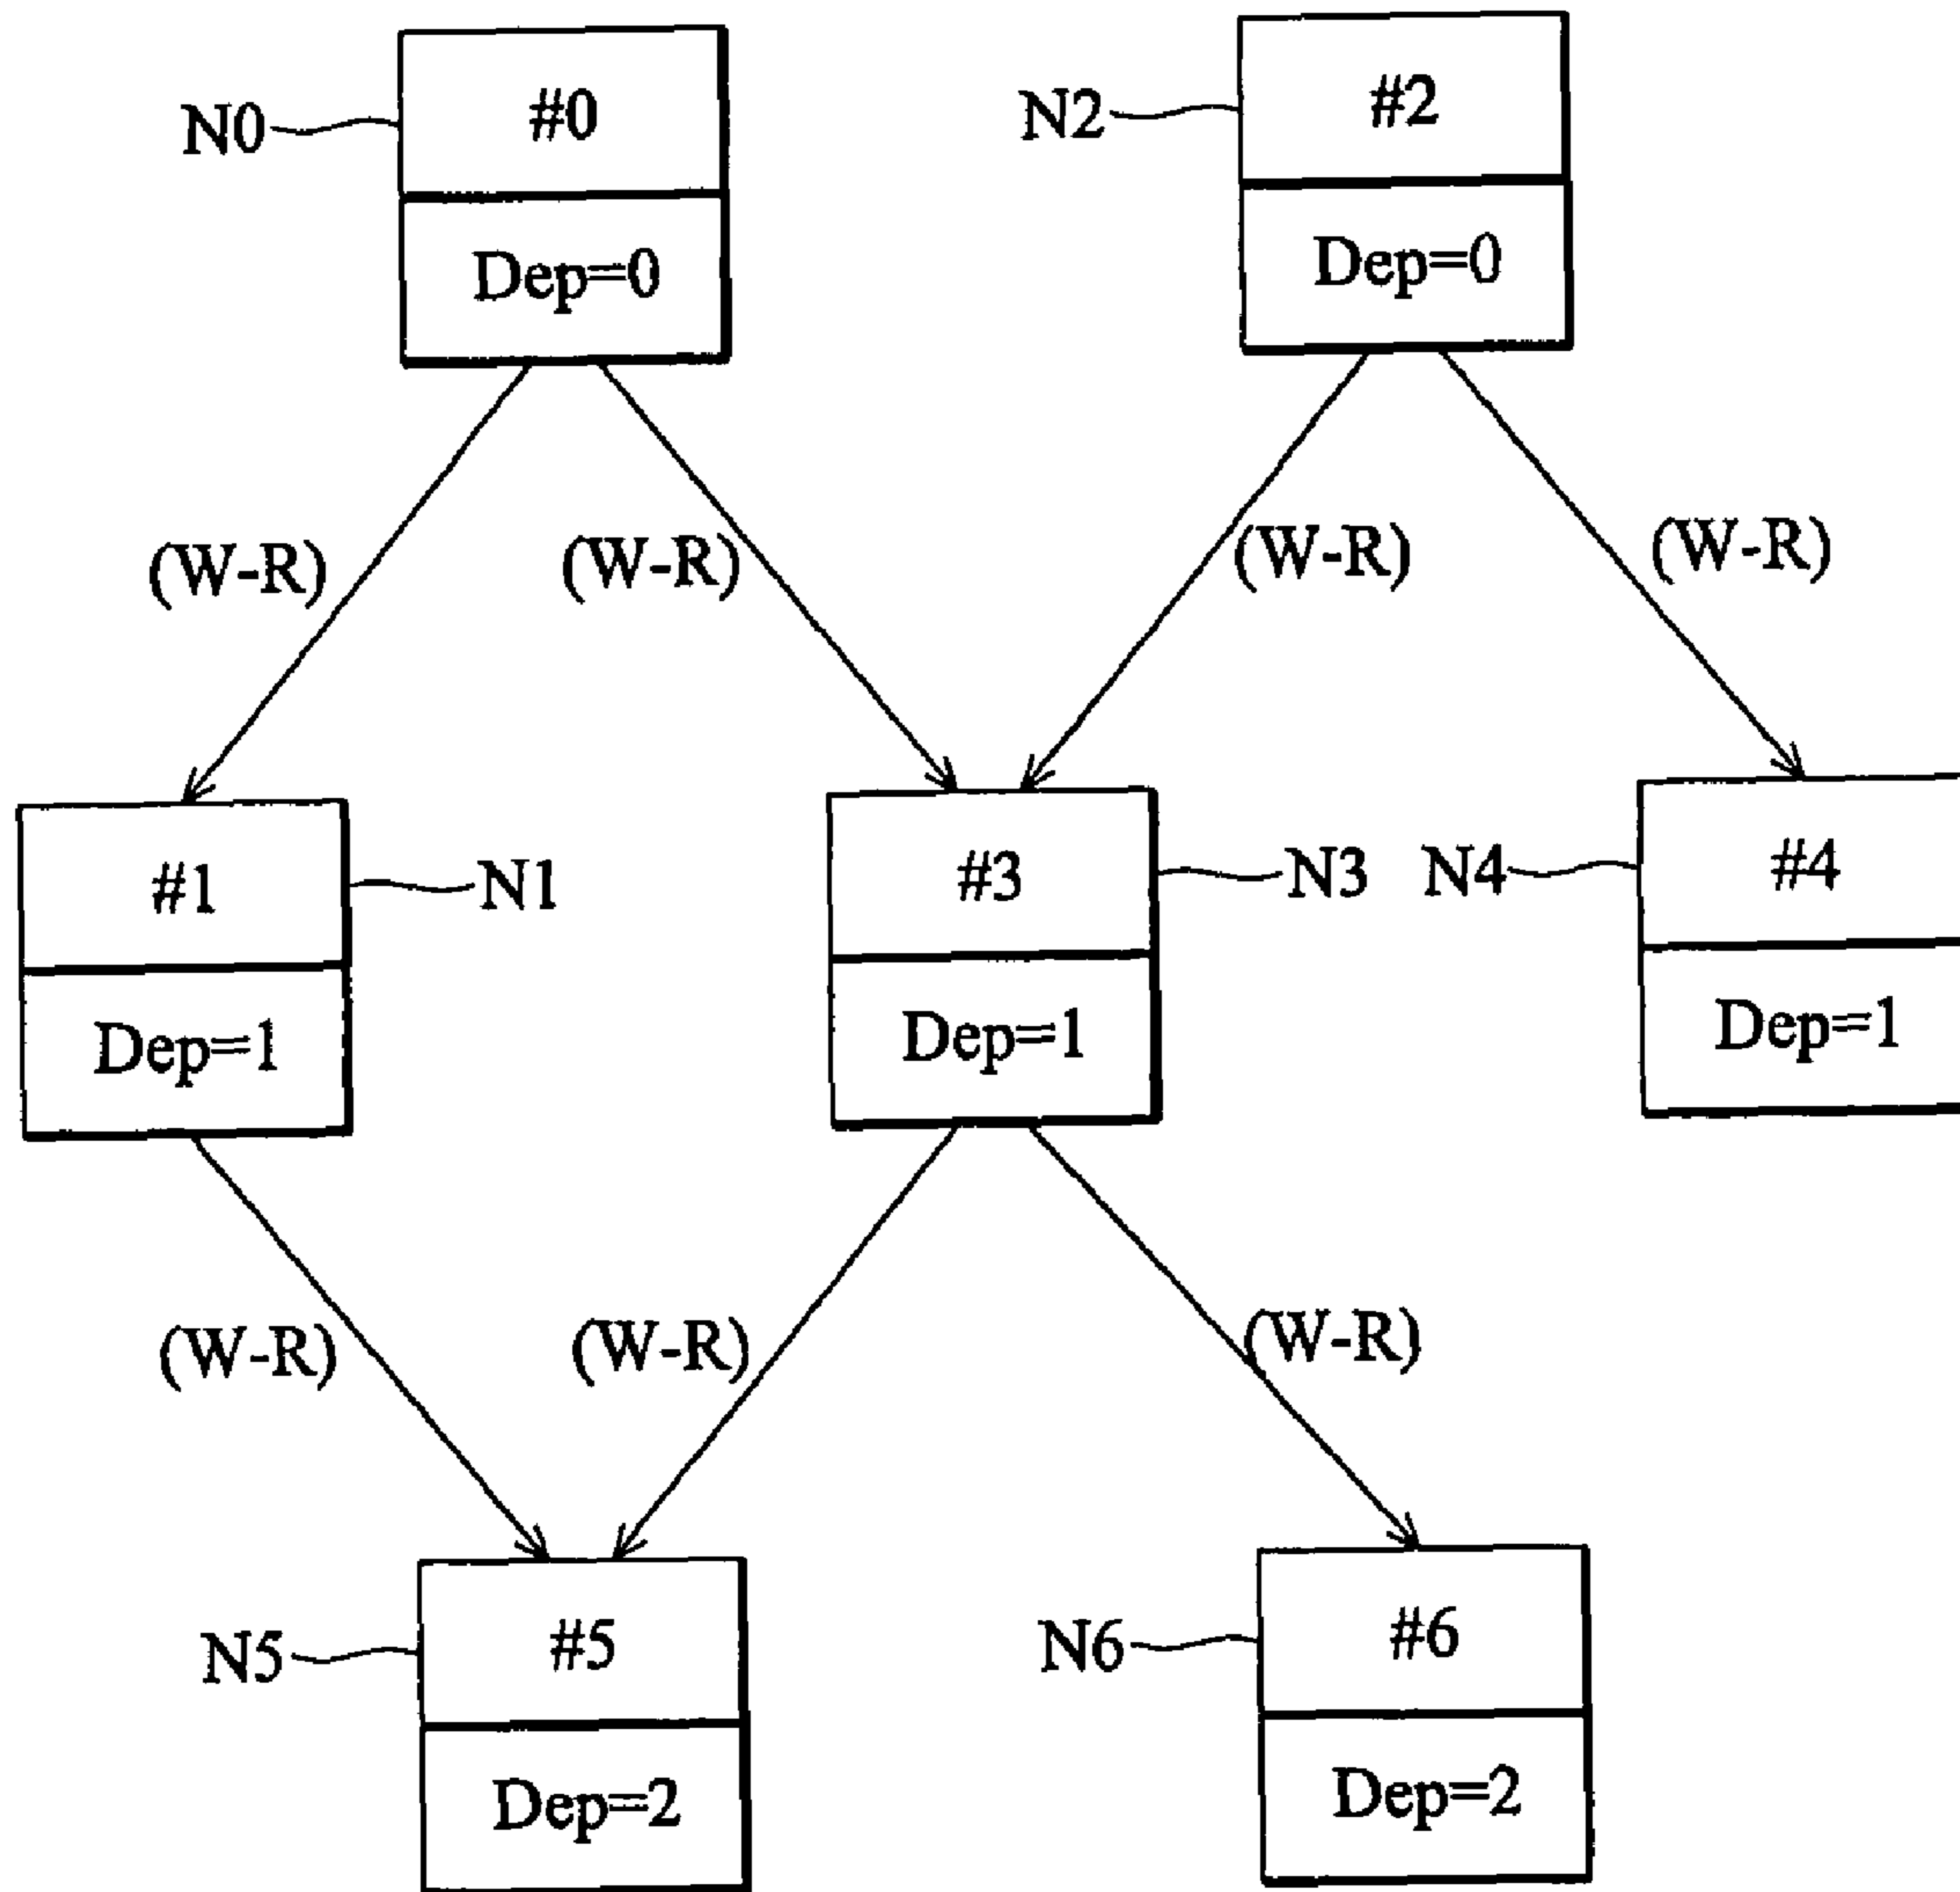 N0
#0
Dep=0
N2
#2
Dep=0
(W-R)
(W-R)
(W-R)
(W-R)
#1
Dep=1
N1
#3
Dep=1
N3
N4
#4
Dep=1
(W-R)
(W-R)
(W-R)
N5
#5
Dep=2
N6
#6
Dep=2